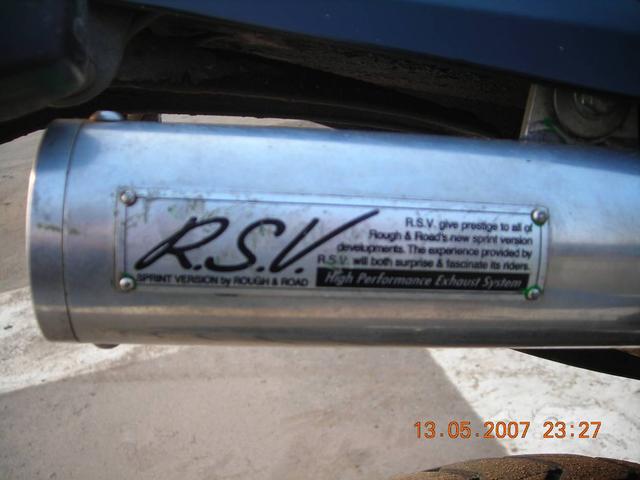 R.S.V.
SPRINT VERSION by ROUGH & ROAD
R.S.V. give prestige to all of
Rough & Road's new sprint version
developments. The experience provided by
R.S.V. will both surprise & fascinate its riders.
High Performance Exhaust System
13.05.2007 23:27